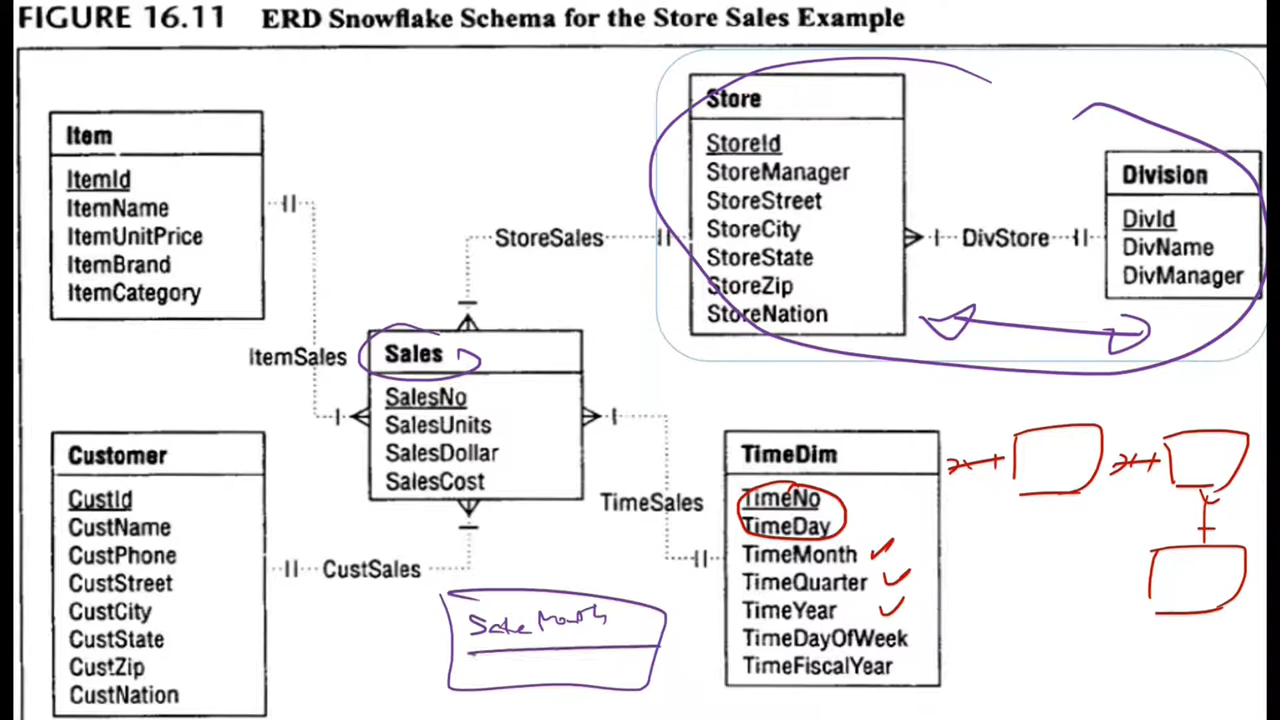 FIGURE 16.11 ERD Snowflake Schema for the Store Sales Example
Item
ItemId
ItemName
ItemUnitPrice
ItemBrand
ItemCategory
Store
StoreId
StoreManager
StoreStreet
StoreCity
StoreState
StoreZip
StoreNation
Division
DivId
DivName
DivManager
StoreSales
DivStore
ItemSales
Sales
SalesNo
SalesUnits
SalesDollar
SalesCost
Customer
CustId
CustName
CustPhone
CustStreet
CustCity
CustState
CustZip
CustNation
CustSales
TimeSales
TimeDim
TimeNo
TimeDay
TimeMonth
TimeQuarter
TimeYear
TimeDayOfWeek
TimeFiscalYear
Month